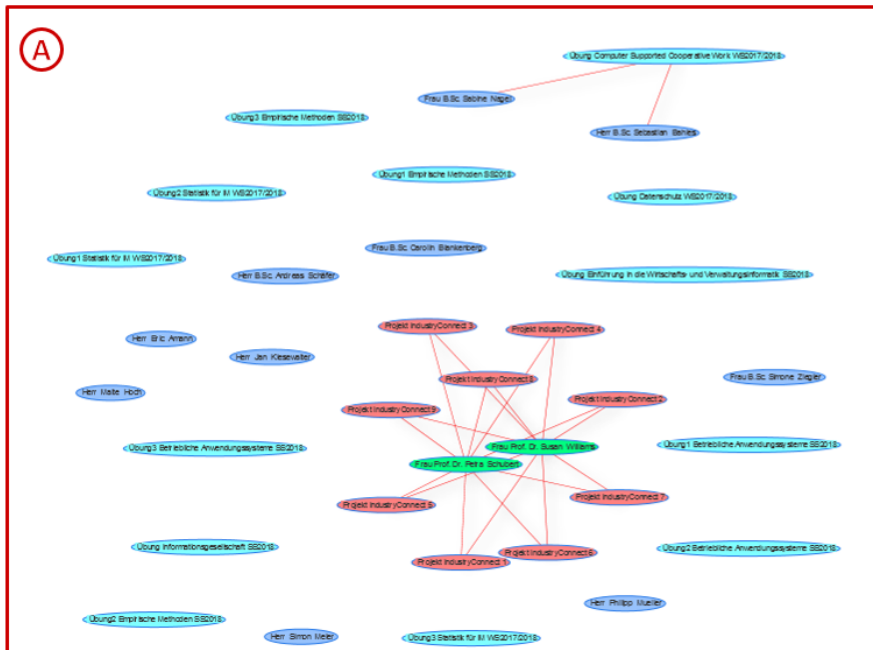 A
Übung Computer Supported Cooperative Work WS2017/2018
Frau B.Sc. Sabine Nagel
Übung3 Empirische Methoden SS2018
Herr B.Sc. Sebastian
Übung1 Empirische Methoden SS2018
Übung2 Statistik für IM WS2017/2018
Übung Datenschutz WS2017/2018
Frau B.Sc. Carolin Blankenberg
Übung1 Statistik für IM WS2017/2018
Herr B.Sc. Andreas Schäfer
Übung Einführung in die Wirtschafts- und Verwaltungsinformatik SS2018
Projekt IndustryConnect 3
Projekt IndustryConnect 4
Herr Eric Amann
Herr Jan Kiesewalter
Projekt IndustryConnect
Frau B.Sc. Simone Ziegler
Herr Malte Hoch
Projekt IndustryConnect 2
Projekt IndustryConnect 9
Übung3 Betriebliche Anwendungssysteme SS2018
Frau Prof. Dr. Susan Williams
Übung1 Betriebliche Anwendungssysteme SS2018
Frau Prof. Dr. Petra Schubert
Projekt IndustryConnect 7
Projekt IndustryConnect
Übung Informationsgesellschaft SS2018
Projekt IndustryConnect 6
Übung2 Betriebliche Anwendungssysteme SS2018
Projekt IndustryConnect 1
Herr Philipp Mueller
Übung2 Empirische Methoden SS2018
Herr Simon Meier
Übung3 Statistik für IM WS2017/2018